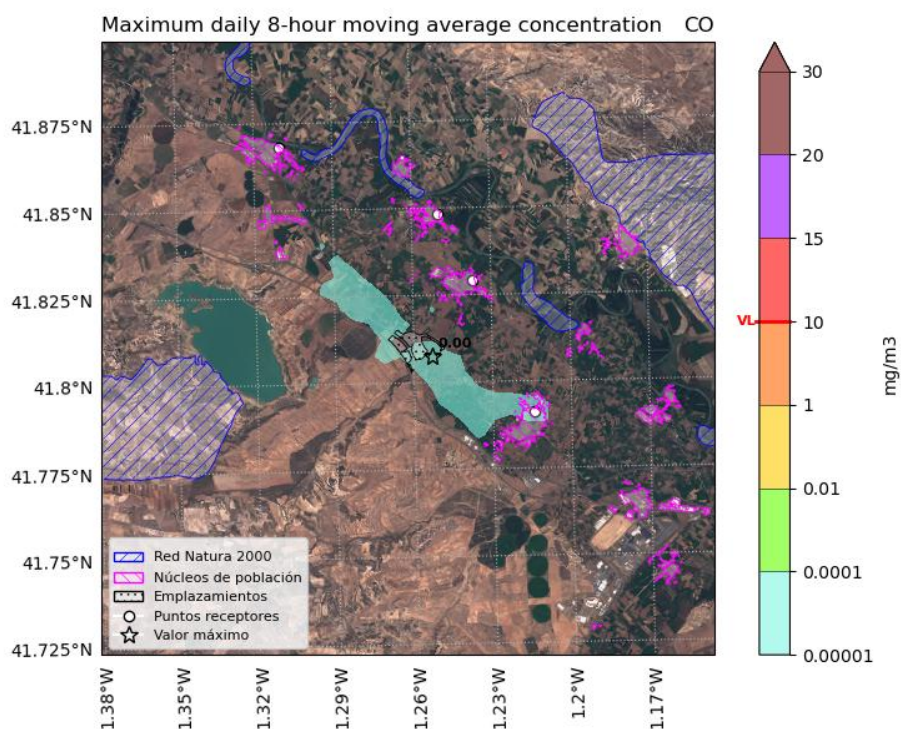 Maximum daily 8-hour moving average concentration CO
41.875°N
41.85°N
41.825°N
41.8°N
41.775°N
41.75°N
41.725°N
0.00
Red Natura 2000
Núcleos de población
Emplazamientos
Puntos receptores
Valor máximo
1.38°W
1.35°W
1.32°W
1.29°W
1.26°W
1.23°W
1.2°W
1.17°W
30
20
15
VL
10
1
0.01
0.0001
0.00001
mg/m3